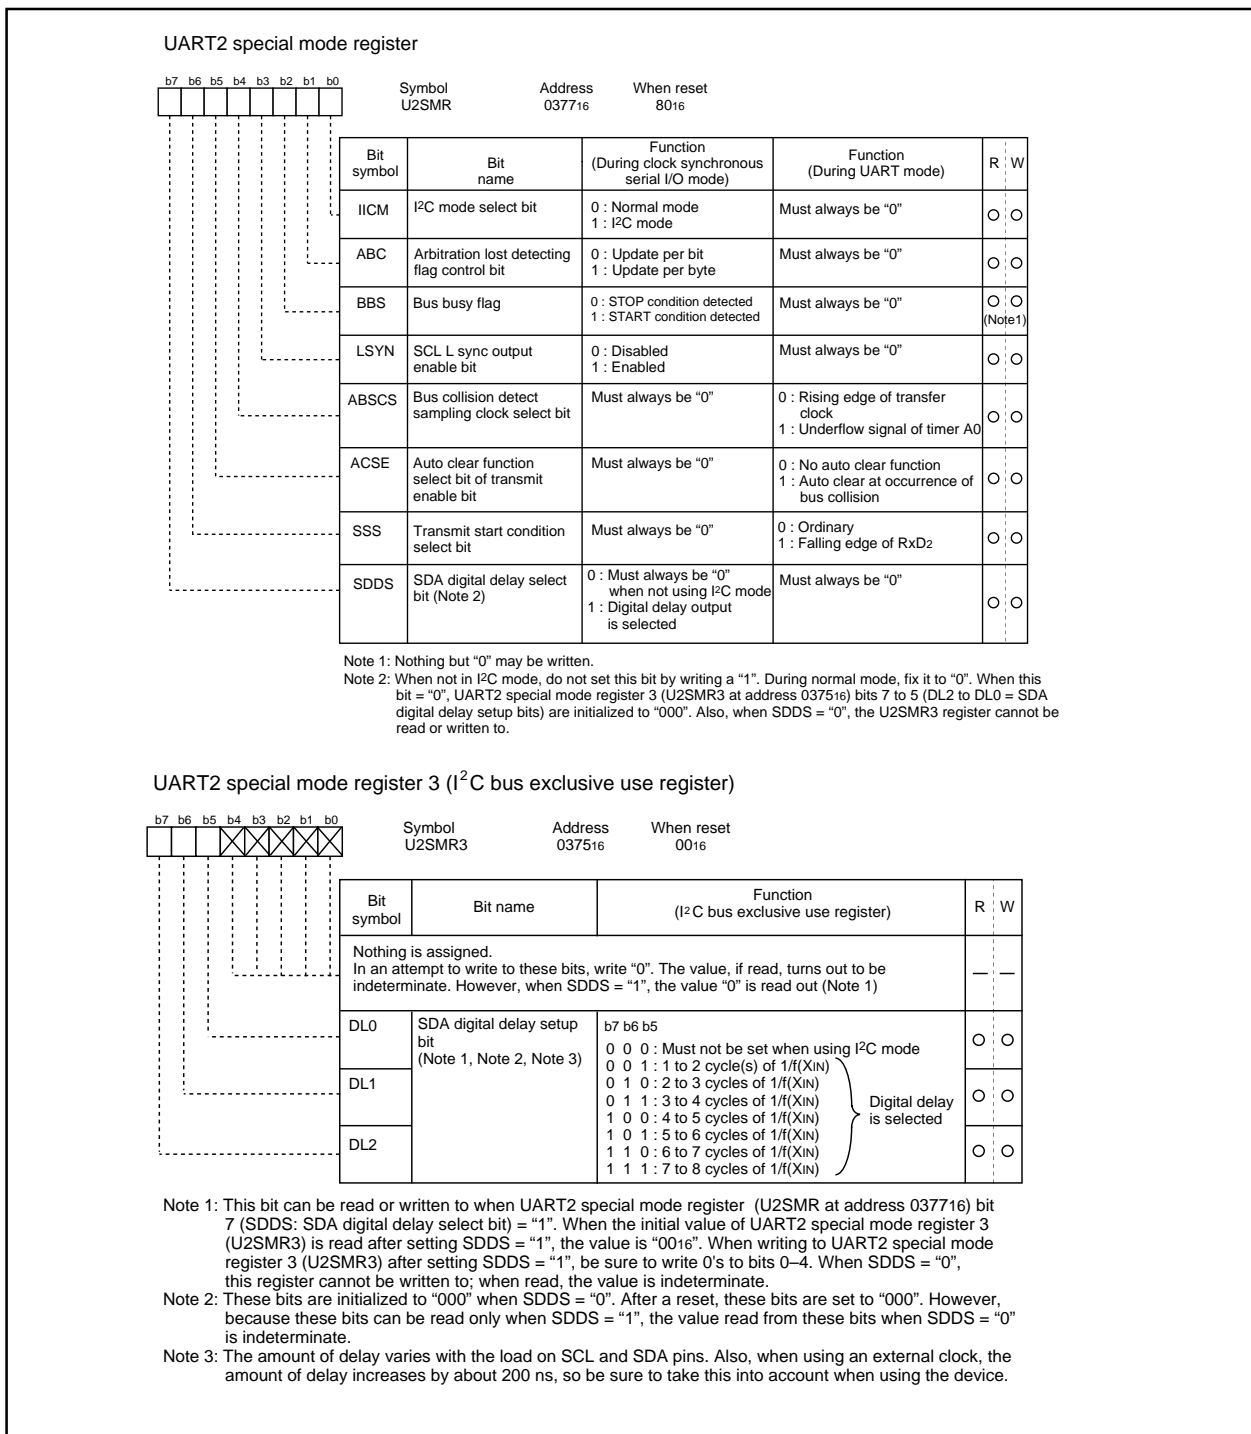 UART2 special mode register
b7 b6 b5 b4 b3 b2 b1 b0
Symbol Address When reset
U2SMR 037716 8016
Bit symbol Bit name Function (During clock synchronous serial I/O mode) Function (During UART mode) R W
IICM I2C mode select bit 0 : Normal mode Must always be “0”
1 : I2C mode
ABC Arbitration lost detecting 0 : Update per bit Must always be “0”
flag control bit 1 : Update per byte
BBS Bus busy flag 0 : STOP condition detected Must always be “0”
1 : START condition detected (Note1)
LSYN SCL L sync output 0 : Disabled Must always be “0”
enable bit 1 : Enabled
ABSCS Bus collision detect Must always be “0” 0 : Rising edge of transfer
sampling clock select bit clock
1 : Underflow signal of timer A0
ACSE Auto clear function Must always be “0” 0 : No auto clear function
select bit of transmit 1 : Auto clear at occurrence of
enable bit bus collision
SSS Transmit start condition Must always be “0” 0 : Ordinary
select bit 1 : Falling edge of RxD2
SDDS SDA digital delay select 0 : Must always be “0” Must always be “0”
bit (Note 2) when not using I2C mode
1 : Digital delay output
is selected
Note 1: Nothing but “0” may be written.
Note 2: When not in I2C mode, do not set this bit by writing a “1”. During normal mode, fix it to “0”. When this
bit = “0”, UART2 special mode register 3 (U2SMR3 at address 037516) bits 7 to 5 (DL2 to DL0 = SDA
digital delay setup bits) are initialized to “000”. Also, when SDDS = “0”, the U2SMR3 register cannot be
read or written to.
UART2 special mode register 3 (I2C bus exclusive use register)
b7 b6 b5 b4 b3 b2 b1 b0
Symbol Address When reset
U2SMR3 037516 0016
Bit symbol Bit name Function (I2C bus exclusive use register) R W
Nothing is assigned.
In an attempt to write to these bits, write “0”. The value, if read, turns out to be
indeterminate. However, when SDDS = “1”, the value “0” is read out (Note 1) — —
DL0 SDA digital delay setup b7 b6 b5
bit
(Note 1, Note 2, Note 3) 0 0 0 : Must not be set when using I2C mode
0 0 1 : 1 to 2 cycle(s) of 1/f(XIN)
DL1 0 1 0 : 2 to 3 cycles of 1/f(XIN)
0 1 1 : 3 to 4 cycles of 1/f(XIN) Digital delay
1 0 0 : 4 to 5 cycles of 1/f(XIN) is selected
1 0 1 : 5 to 6 cycles of 1/f(XIN)
DL2 1 1 0 : 6 to 7 cycles of 1/f(XIN)
1 1 1 : 7 to 8 cycles of 1/f(XIN)
Note 1: This bit can be read or written to when UART2 special mode register (U2SMR at address 037716) bit
7 (SDDS: SDA digital delay select bit) = “1”. When the initial value of UART2 special mode register 3
(U2SMR3) is read after setting SDDS = “1”, the value is “0016”. When writing to UART2 special mode
register 3 (U2SMR3) after setting SDDS = “1”, be sure to write 0’s to bits 0–4. When SDDS = “0”,
this register cannot be written to; when read, the value is indeterminate.
Note 2: These bits are initialized to “000” when SDDS = “0”. After a reset, these bits are set to “000”. However,
because these bits can be read only when SDDS = “1”, the value read from these bits when SDDS = “0”
is indeterminate.
Note 3: The amount of delay varies with the load on SCL and SDA pins. Also, when using an external clock, the
amount of delay increases by about 200 ns, so be sure to take this into account when using the device.